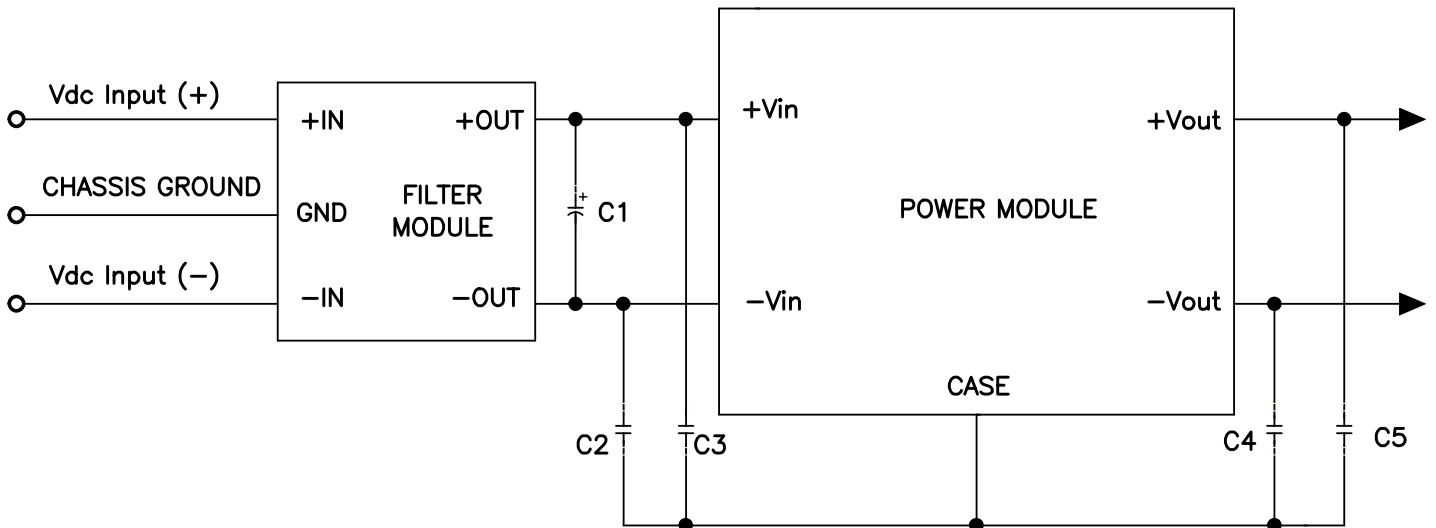 Vdc Input (+)
CHASSIS GROUND
Vdc Input (−)
+IN
+OUT
GND
FILTER
MODULE
−IN
−OUT
+
C1
C2
C3
+Vin
+Vout
POWER MODULE
−Vin
−Vout
CASE
C4
C5